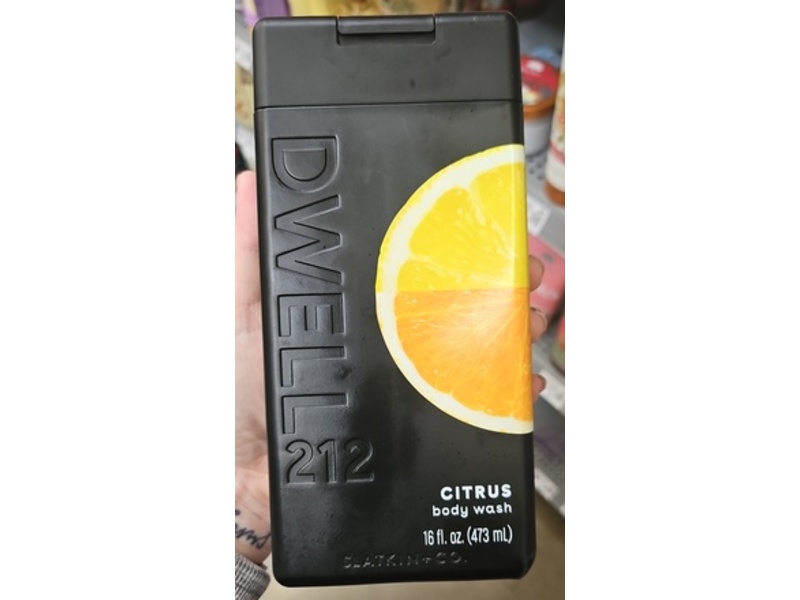 DWELL
212
CITRUS
body wash
16 fl. oz. (473 mL)
SLATKIN+CO.